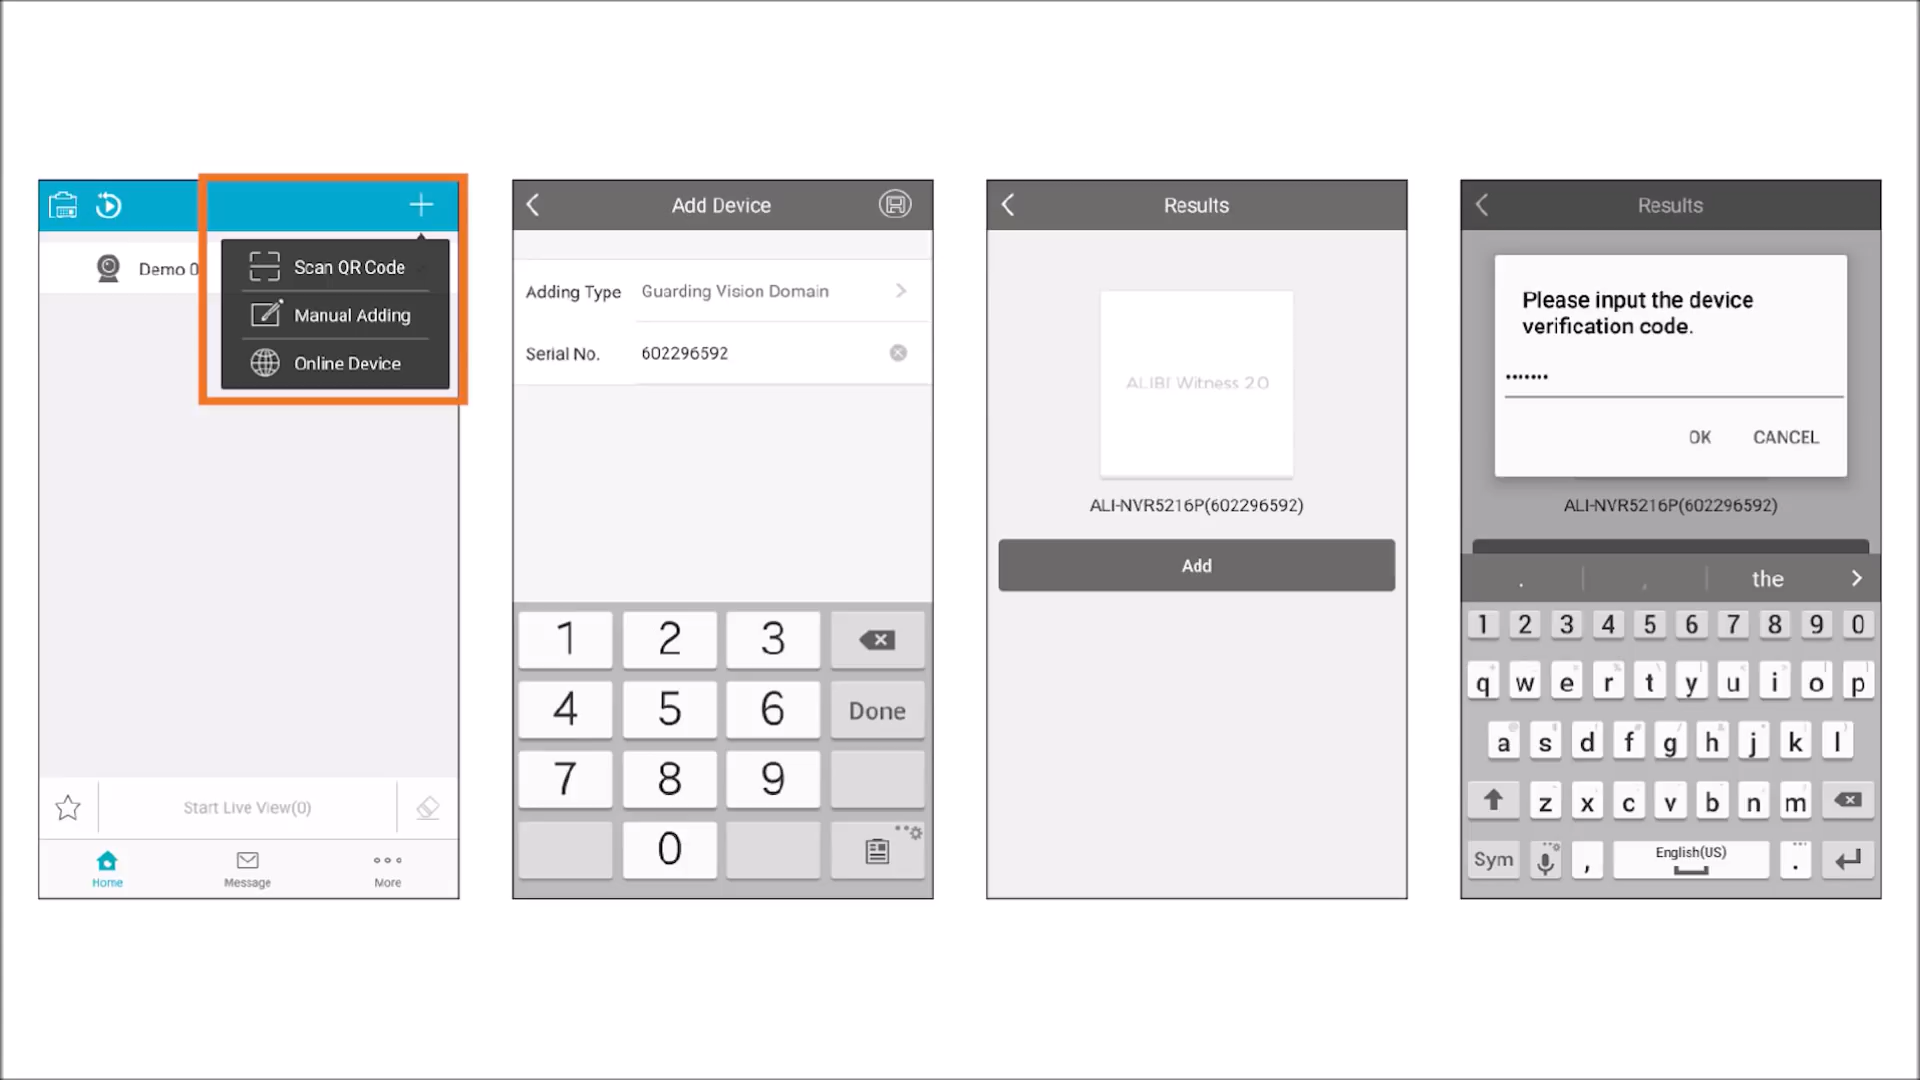 Demo 0
Scan QR Code
Manual Adding
Online Device
Start Live View(0)
Home
Message
More
Add Device
Adding Type
Guarding Vision Domain
Serial No.
602296592
1 2 3
4 5 6 Done
7 8 9
0
Results
ALIBI Witness 2.0
ALI-NVR5216P(602296592)
Add
Results
Please input the device
verification code.
•••••••
OK CANCEL
ALI-NVR5216P(602296592)
. , the
1 2 3 4 5 6 7 8 9 0
q w e r t y u i o p
a s d f g h j k l
z x c v b n m
Sym , English(US) .